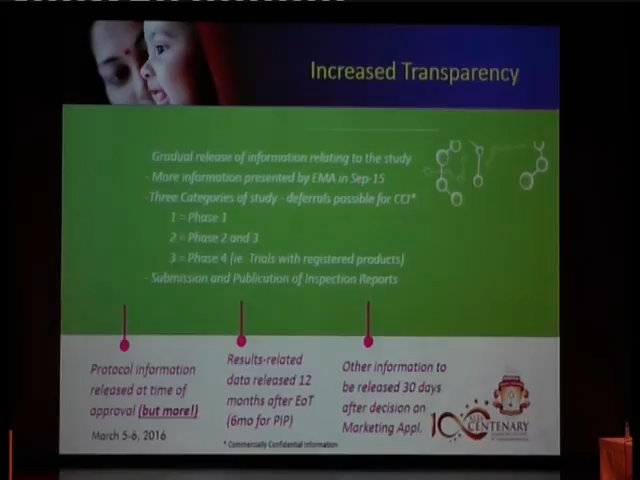 Increased Transparency
Gradual release of information relating to the study
- More information presented by EMA in Sep-15
-Three Categories of study - deferrals possible for CCI*
1 = Phase 1
2 = Phase 2 and 3
3 = Phase 4 (ie. Trials with registered products)
- Submission and Publication of Inspection Reports
Protocol information
released at time of
approval (but more!)
Results-related
data released 12
months after EoT
(6mo for PIP)
Other information to
be released 30 days
after decision on
Marketing Appl.
March 5-6, 2016
* Commercially Confidential Information
CENTENARY